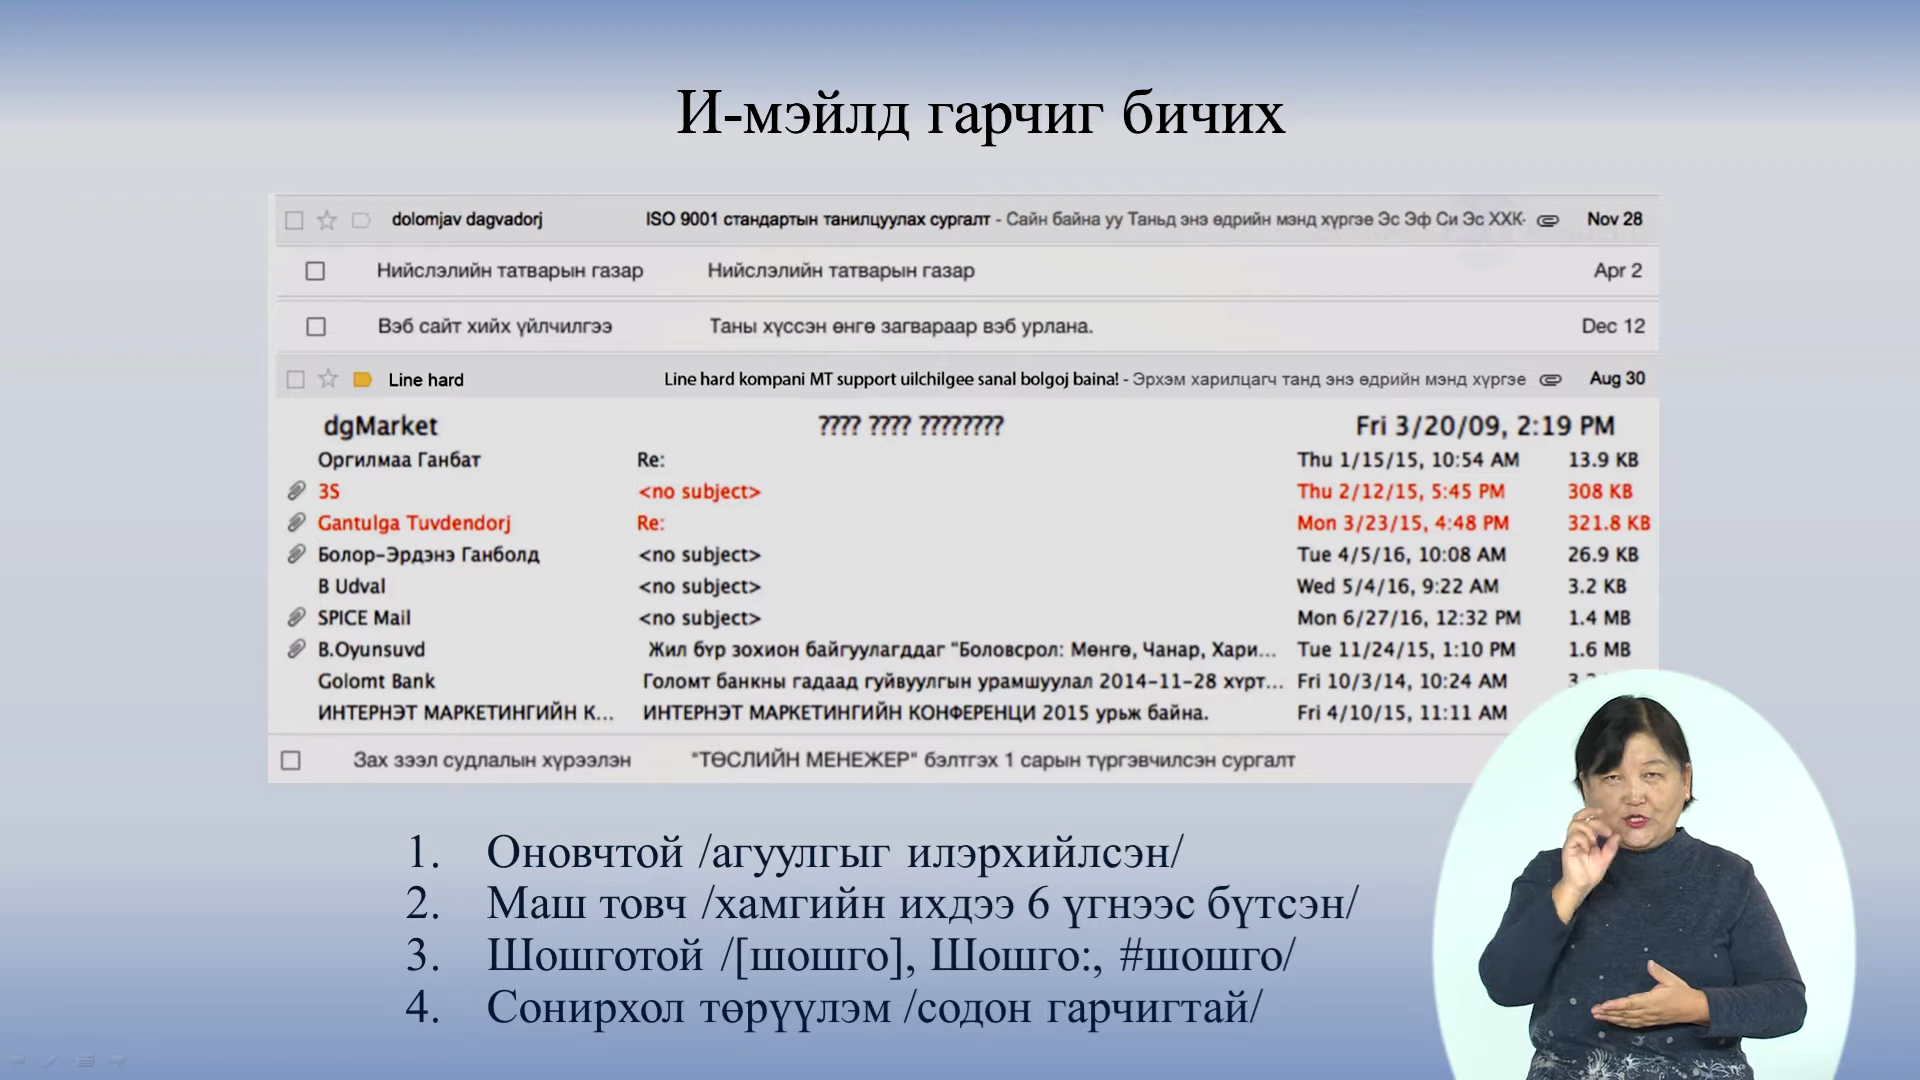 И-мэйлд гарчиг бичих
dolomjav dagvadorj ISO 9001 стандартын танилцуулах сургалт - Сайн байна уу Таньд энэ өдрийн мэнд хүргэе Эс Эф Си Эс ХХК- Nov 28
Нийслэлийн татварын газар Нийслэлийн татварын газар Apr 2
Вэб сайт хийх үйлчилгээ Таны хүссэн өнгө загвараар вэб урлана. Dec 12
Line hard Line hard kompani MT support uilchilgee sanal bolgoj baina! - Эрхэм харилцагч танд энэ өдрийн мэнд хүргэе Aug 30
dgMarket ???? ???? ???????? Fri 3/20/09, 2:19 PM
Оргилмаа Ганбат Re: Thu 1/15/15, 10:54 AM 13.9 KB
3S <no subject> Thu 2/12/15, 5:45 PM 308 KB
Gantulga Tuvdendorj Re: Mon 3/23/15, 4:48 PM 321.8 KB
Болор-Эрдэнэ Ганболд <no subject> Tue 4/5/16, 10:08 AM 26.9 KB
B Udval <no subject> Wed 5/4/16, 9:22 AM 3.2 KB
SPICE Mail <no subject> Mon 6/27/16, 12:32 PM 1.4 MB
B.Oyunsuvd Жил бүр зохион байгуулагддаг "Боловсрол: Мөнгө, Чанар, Хари... Tue 11/24/15, 1:10 PM 1.6 MB
Golomt Bank Голомт банкны гадаад гуйвуулгын урамшуулал 2014-11-28 хүрт... Fri 10/3/14, 10:24 AM
ИНТЕРНЭТ МАРКЕТИНГИЙН К... ИНТЕРНЭТ МАРКЕТИНГИЙН КОНФЕРЕНЦИ 2015 урьж байна. Fri 4/10/15, 11:11 AM
Зах зээл судлалын хүрээлэн "ТӨСЛИЙН МЕНЕЖЕР" бэлтгэх 1 сарын түргэвчилсэн сургалт
1. Оновчтой /агуулгыг илэрхийлсэн/
2. Маш товч /хамгийн ихдээ 6 үгнээс бүтсэн/
3. Шошготой /[шошго], Шошго:, #шошго/
4. Сонирхол төрүүлэм /содон гарчигтай/